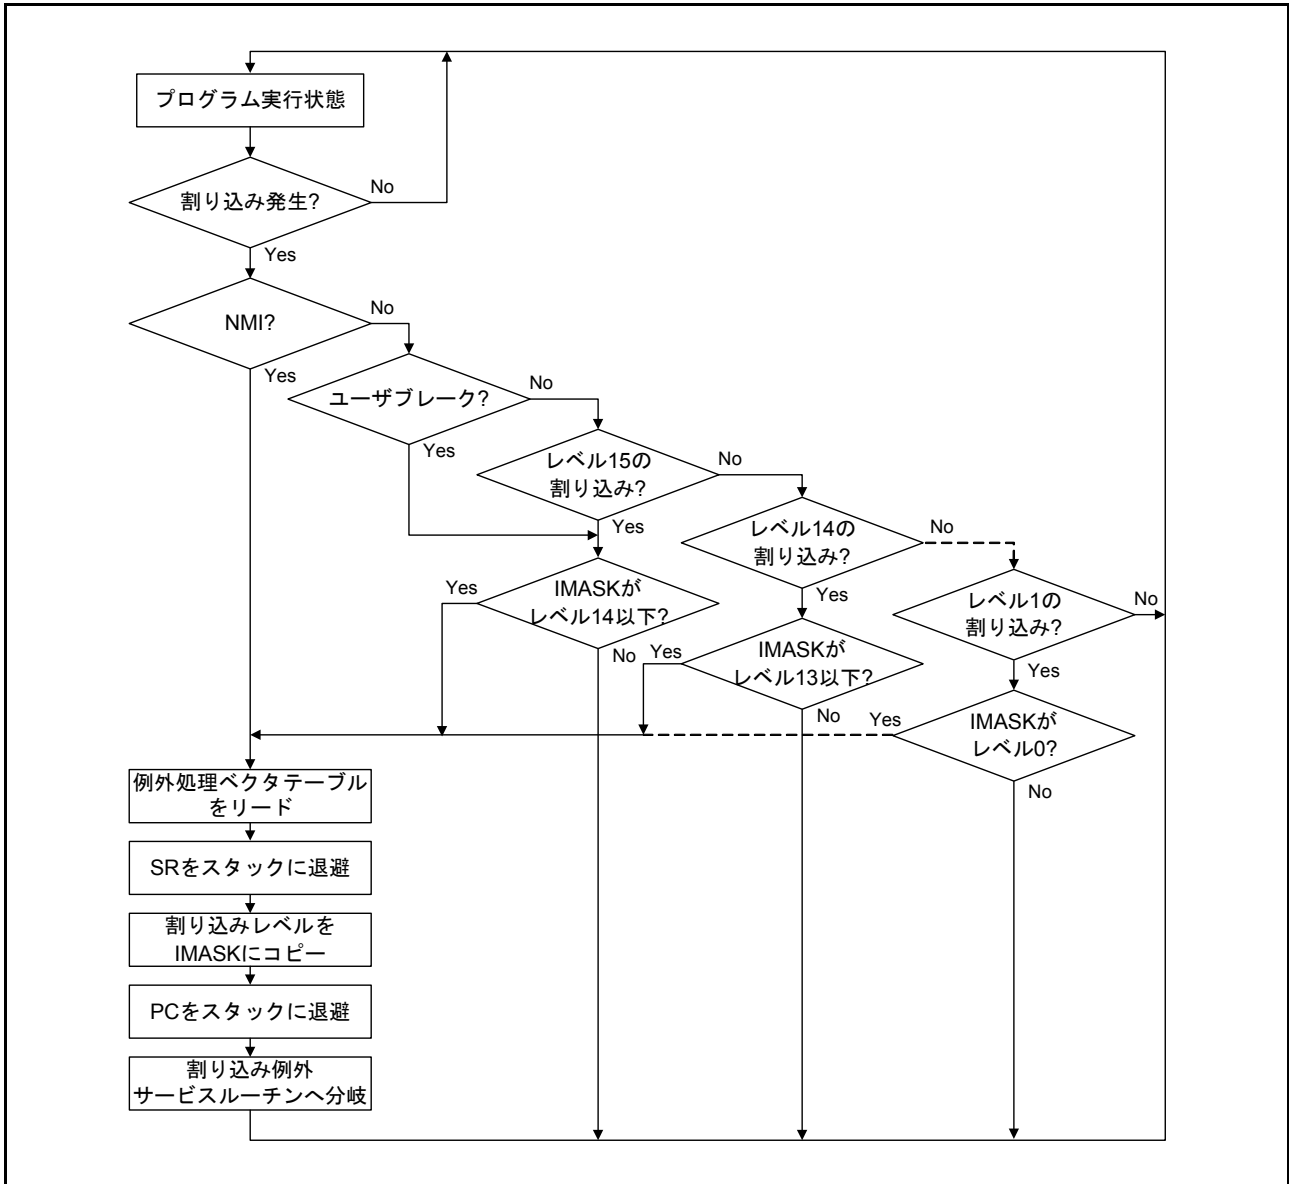 プログラム実行状態
割り込み発生?
No
Yes
NMI?
No
Yes
ユーザブレーク?
No
Yes
レベル15の
割り込み?
No
Yes
レベル14の
割り込み?
No
Yes
IMASKが
レベル14以下?
Yes
No
レベル1の
割り込み?
No
Yes
IMASKが
レベル13以下?
Yes
No
IMASKが
レベル0?
Yes
No
例外処理ベクタテーブル
をリード
SRをスタックに退避
割り込みレベルを
IMASKにコピー
PCをスタックに退避
割り込み例外
サービスルーチンへ分岐